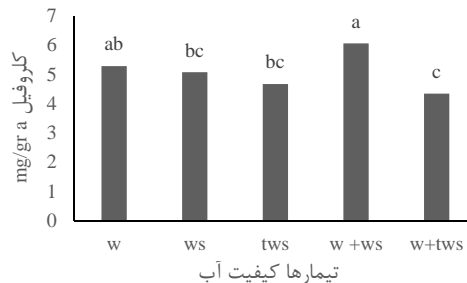 کلروفیل mg/gr a
7
6
5
4
3
2
1
0
ab
bc
bc
a
c
w
ws
tws
w +ws
w+tws
تیمارها کیفیت آب